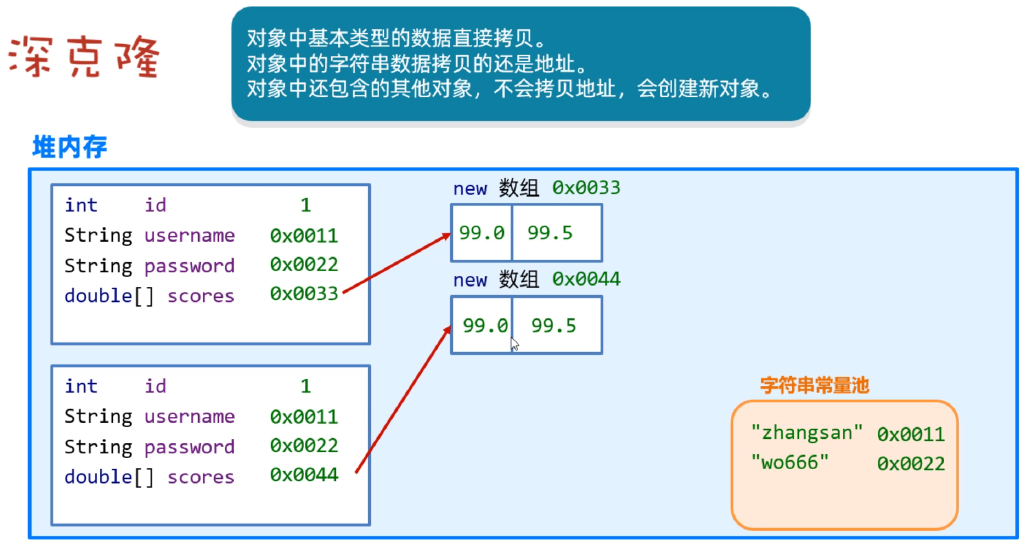 深克隆
对象中基本类型的数据直接拷贝。
对象中的字符串数据拷贝的还是地址。
对象中还包含的其他对象，不会拷贝地址，会创建新对象。
堆内存
int id 1
String username 0x0011
String password 0x0022
double[] scores 0x0033
new 数组 0x0033
99.0 99.5
new 数组 0x0044
99.0 99.5
int id 1
String username 0x0011
String password 0x0022
double[] scores 0x0044
字符串常量池
"zhangsan" 0x0011
"wo666" 0x0022